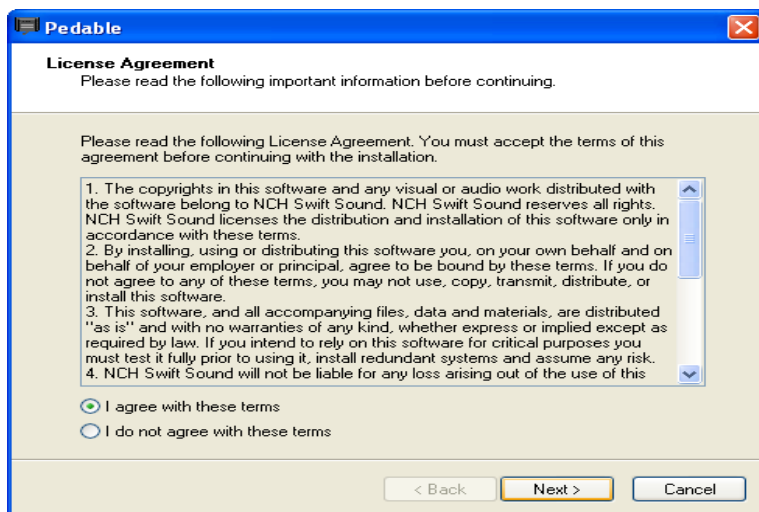 Pedable
License Agreement
Please read the following important information before continuing.
Please read the following License Agreement. You must accept the terms of this
agreement before continuing with the installation.
1. The copyrights in this software and any visual or audio work distributed with
the software belong to NCH Swift Sound. NCH Swift Sound reserves all rights.
NCH Swift Sound licenses the distribution and installation of this software only in
accordance with these terms.
2. By installing, using or distributing this software you, on your own behalf and on
behalf of your employer or principal, agree to be bound by these terms. If you do
not agree to any of these terms, you may not use, copy, transmit, distribute, or
install this software.
3. This software, and all accompanying files, data and materials, are distributed
"as is" and with no warranties of any kind, whether express or implied except as
required by law. If you intend to rely on this software for critical purposes you
must test it fully prior to using it, install redundant systems and assume any risk.
4. NCH Swift Sound will not be liable for any loss arising out of the use of this
I agree with these terms
I do not agree with these terms
< Back Next > Cancel